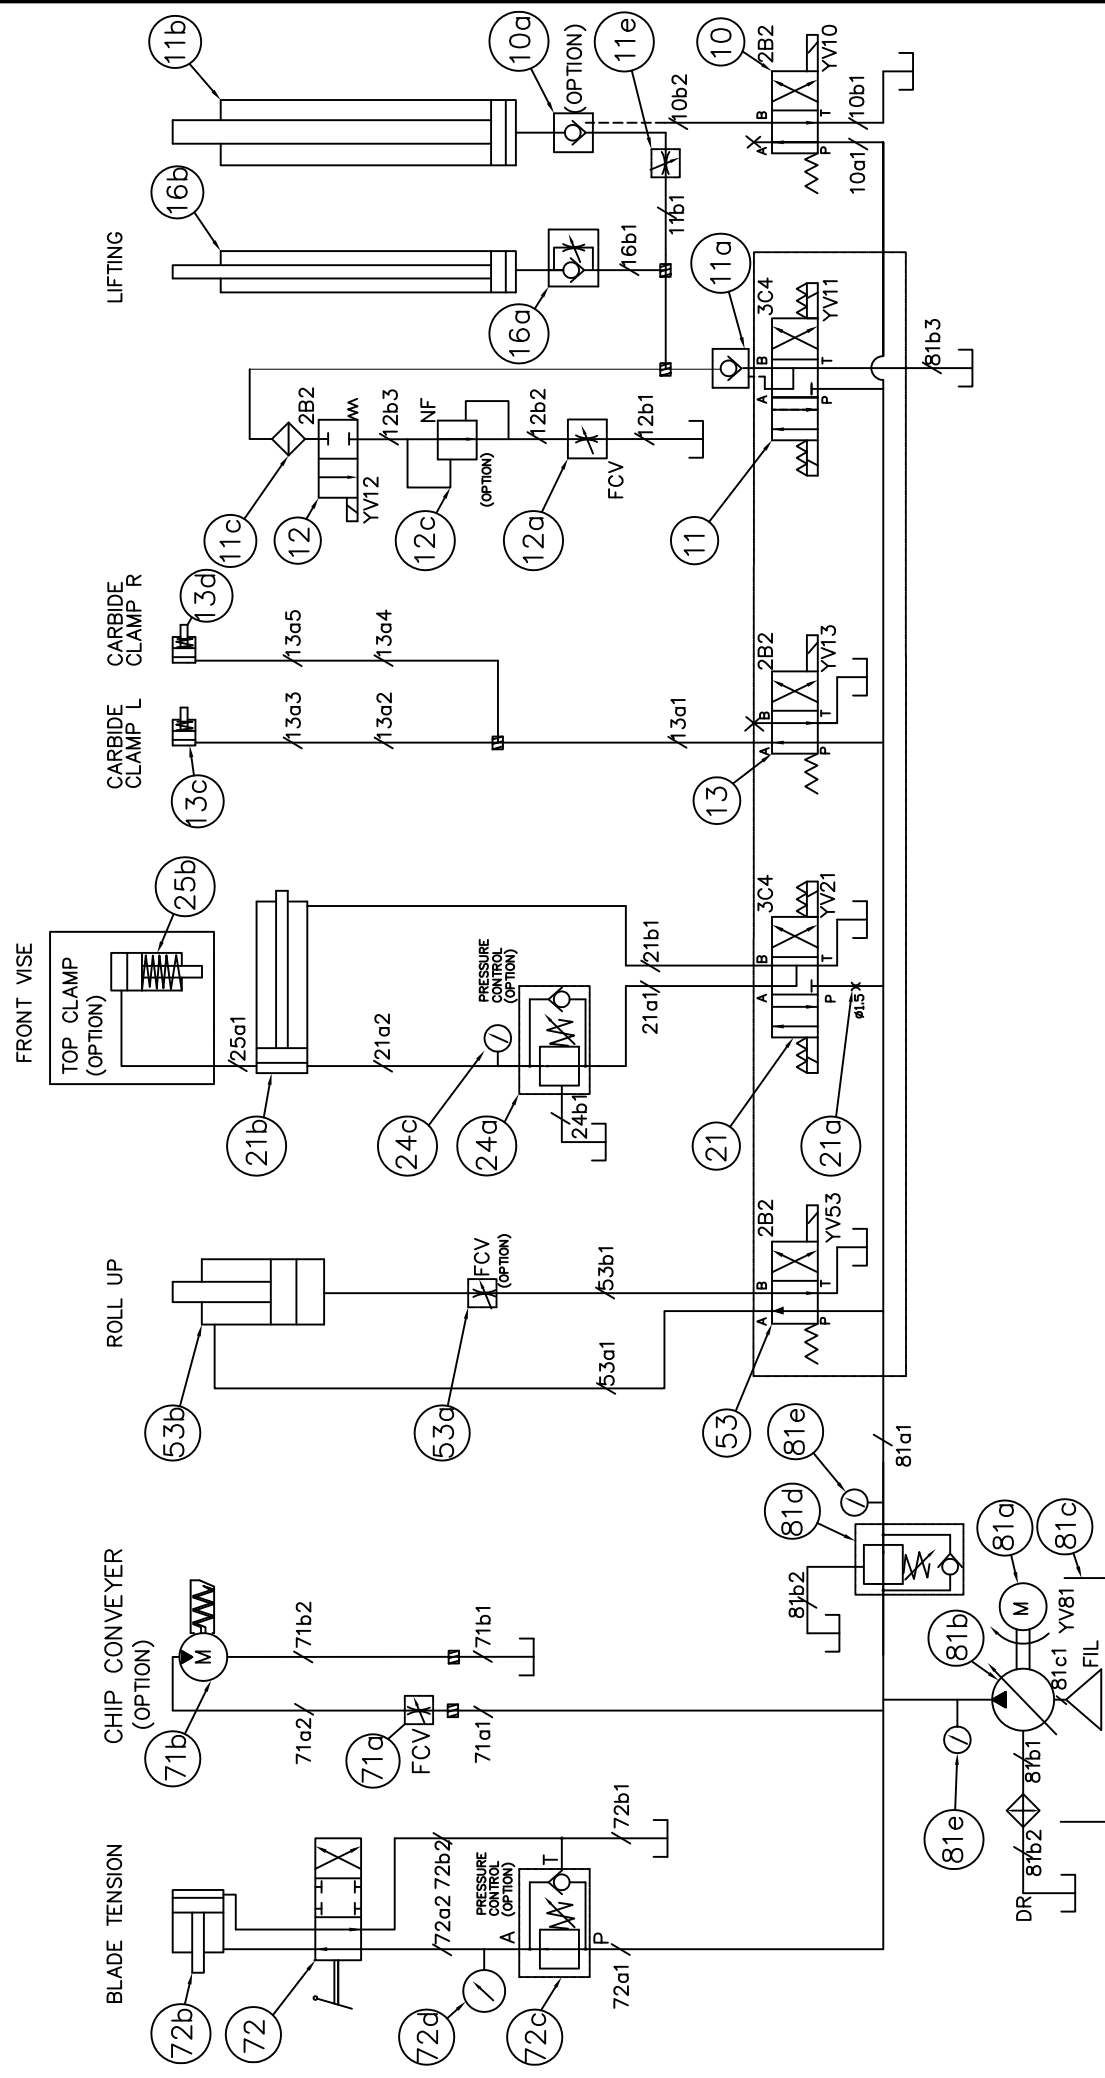 BLADE TENSION
CHIP CONVEYER
(OPTION)
ROLL UP
FRONT VISE
TOP CLAMP
(OPTION)
CARBIDE
CLAMP L
CARBIDE
CLAMP R
LIFTING
72b
72
72d
72c
72a2
72b2
72b1
72a1
PRESSURE
CONTROL
(OPTION)
A
T
P
71b
M
71a2
71b2
71a
FCV
71a1
71b1
53b
53a
FCV
(OPTION)
53a1
53b1
53
2B2
A
B
P
T
YV53
25b
25a1
21b
21a2
24c
24a
PRESSURE
CONTROL
(OPTION)
24b1
21a1
21b1
21
3C4
A
B
P
T
YV21
21a
ø1.5
13c
13d
13a3
13a5
13a2
13a4
13a1
13
2B2
A
B
P
T
YV13
11c
12
2B2
YV12
12b3
12c
NF
(OPTION)
12b2
12a
FCV
12b1
16b
16a
16b1
11b
10a
(OPTION)
11e
11b1
10b2
11a
11
3C4
A
B
P
T
YV11
81b3
10
2B2
A
B
P
T
YV10
10a1
10b1
81e
81a1
81d
81b2
81a
M
81c
YV81
81b
81c1
FIL
81e
81b1
81b2
DR